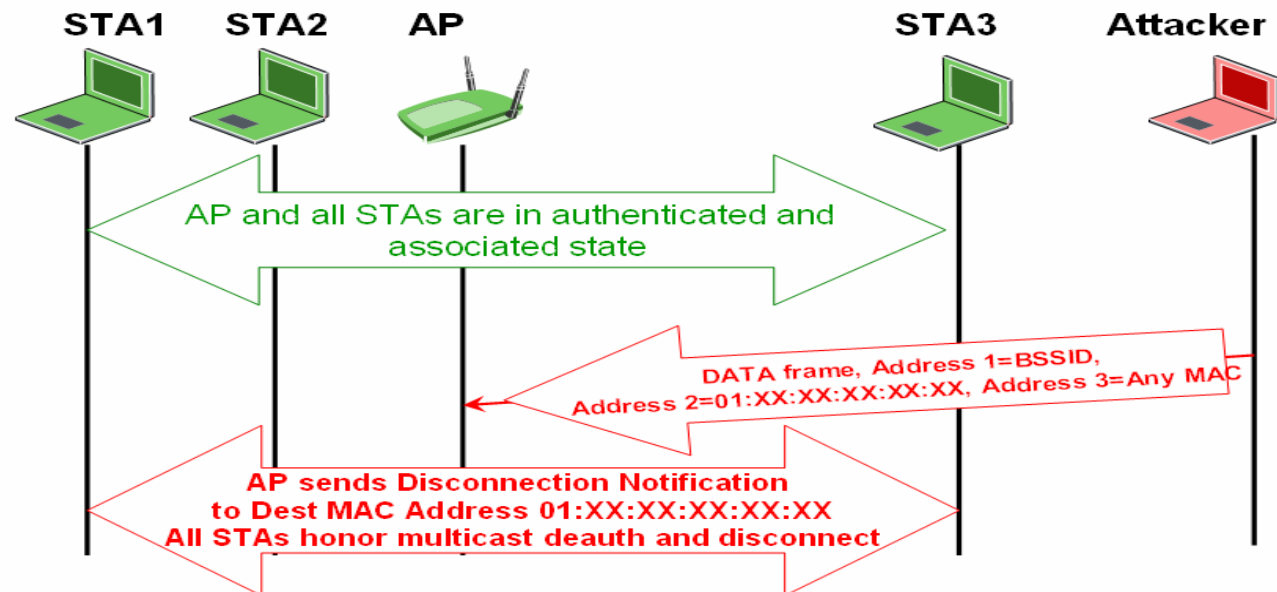 STA1 STA2 AP STA3 Attacker
AP and all STAs are in authenticated and
associated state
DATA frame, Address 1=BSSID,
Address 2=01:XX:XX:XX:XX:XX, Address 3=Any MAC
AP sends Disconnection Notification
to Dest MAC Address 01:XX:XX:XX:XX:XX
All STAs honor multicast deauth and disconnect